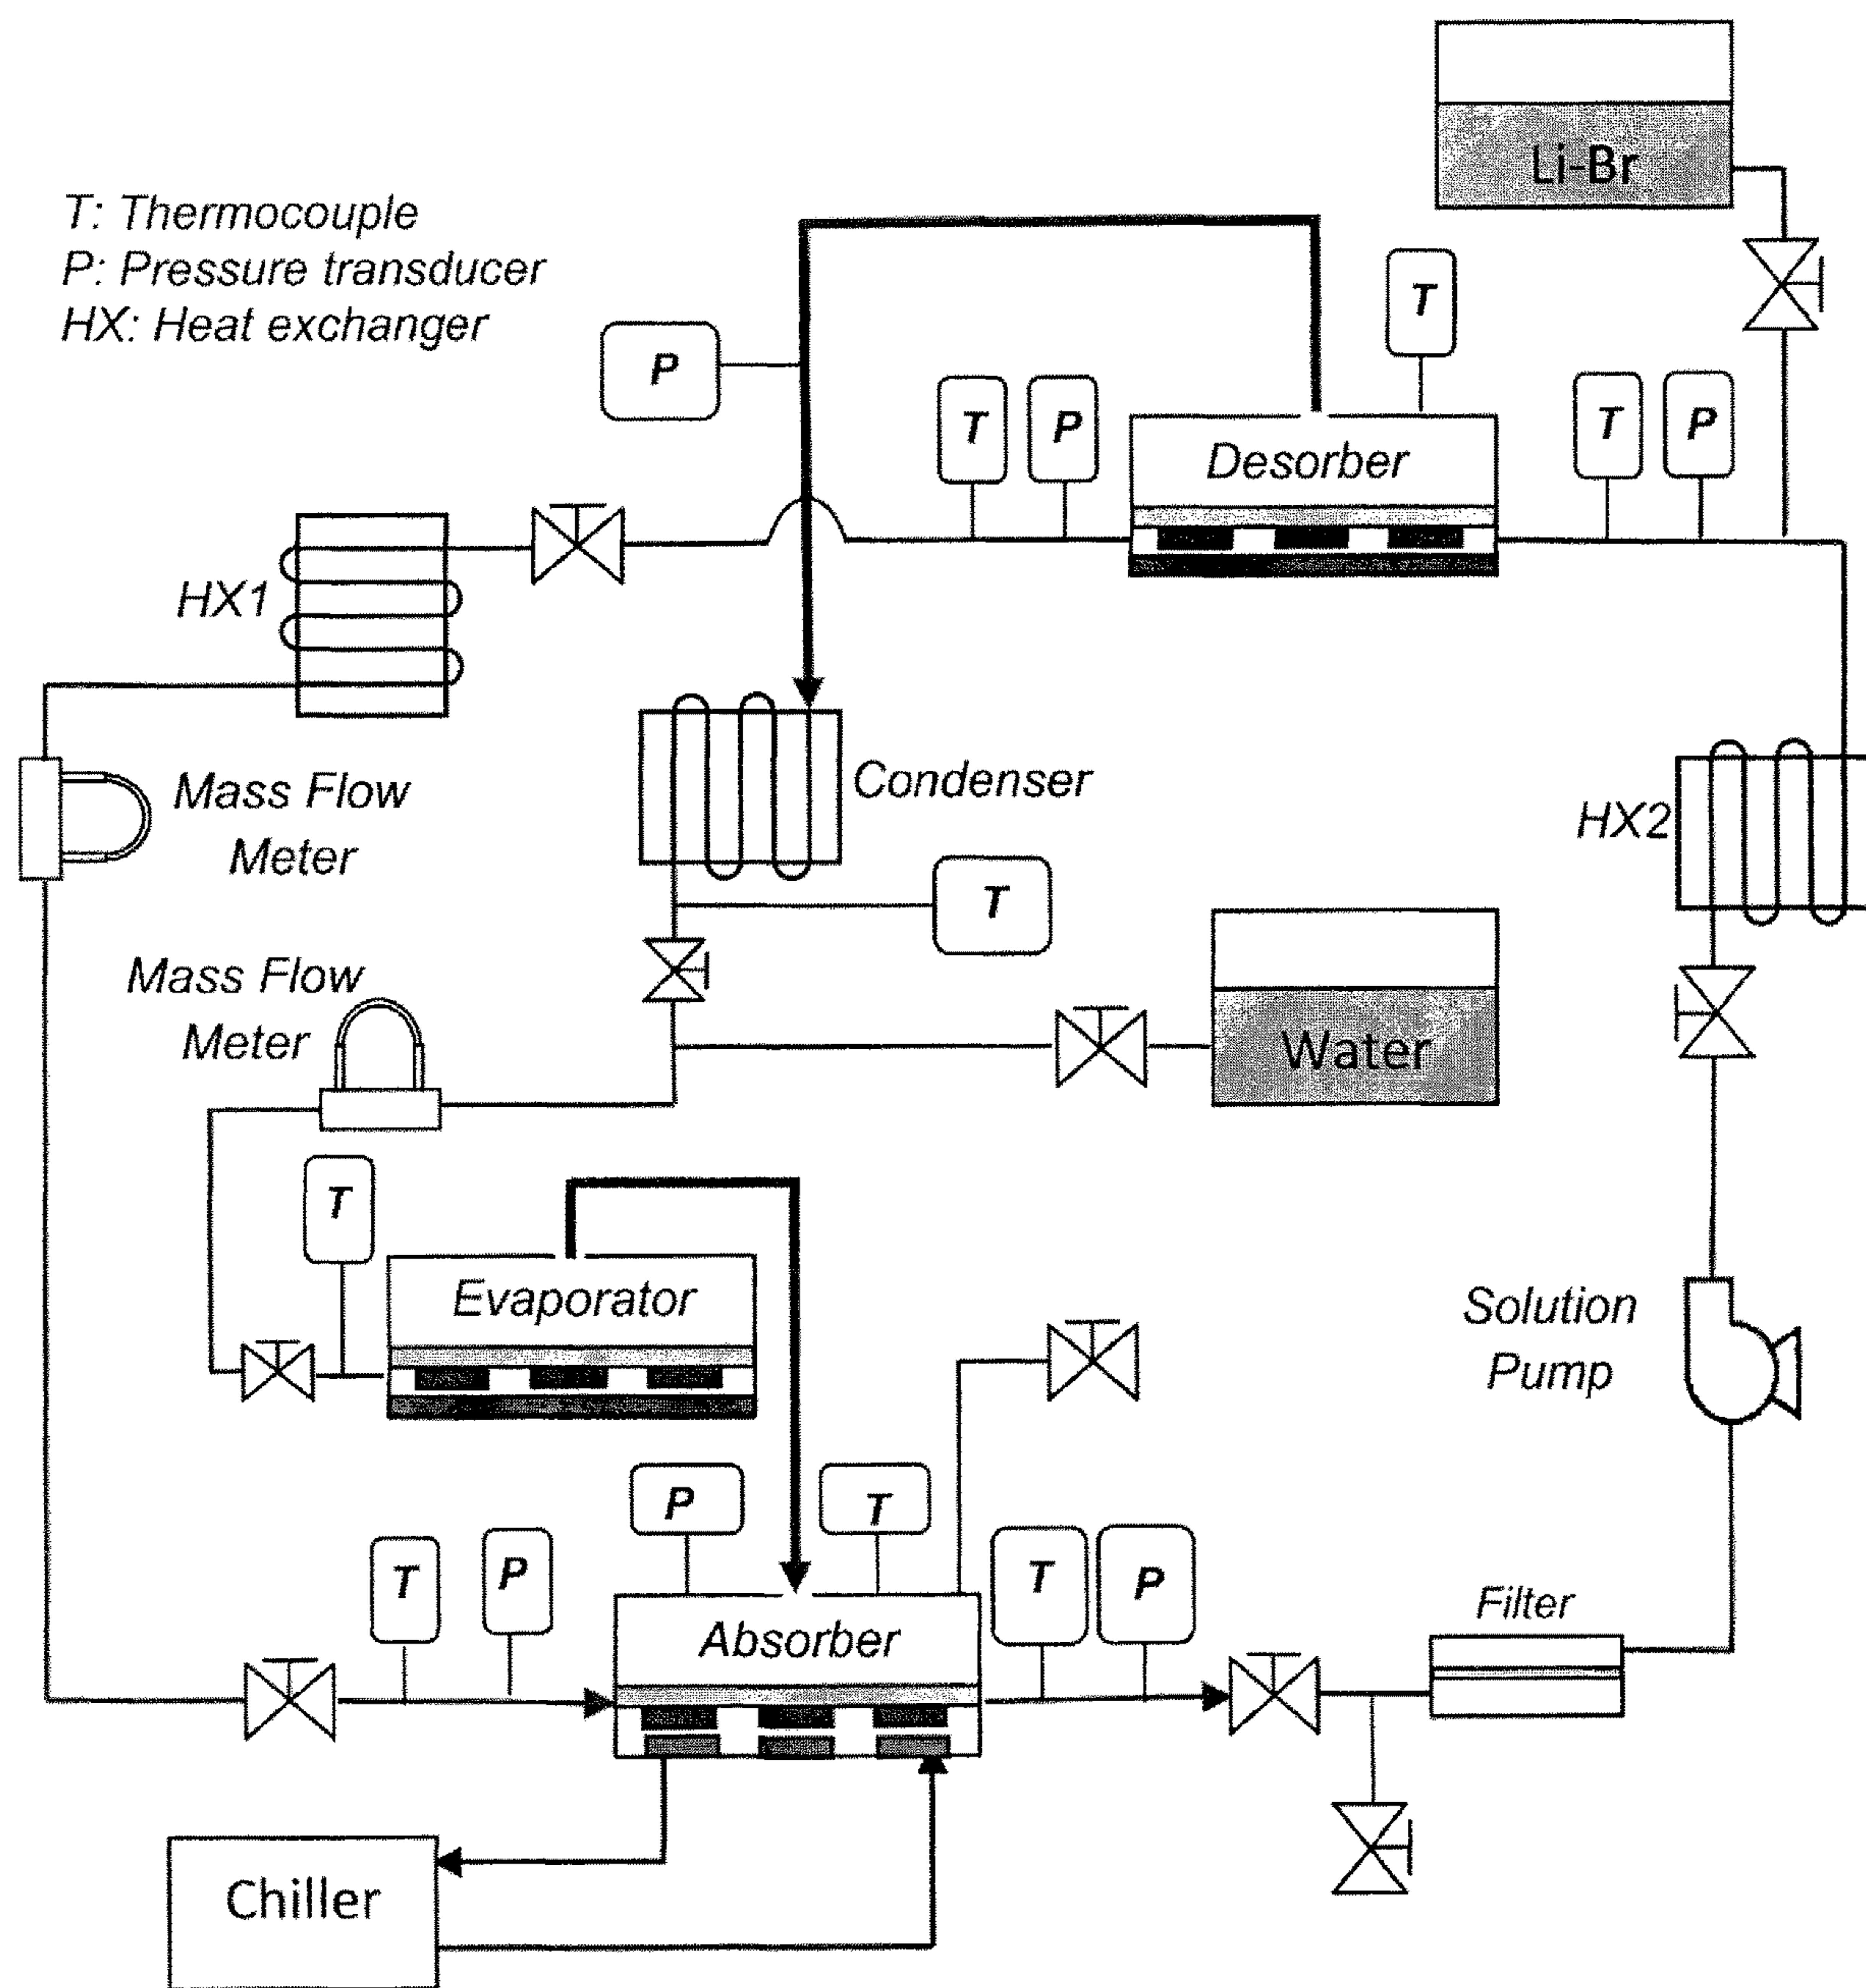 Li-Br
T: Thermocouple
P: Pressure transducer
HX: Heat exchanger
T
P
T
P
T
P
Desorber
HX1
Mass Flow
Meter
Condenser
HX2
T
Mass Flow
Meter
Water
T
Evaporator
Solution
Pump
P
T
T
P
T
P
Filter
Absorber
Chiller